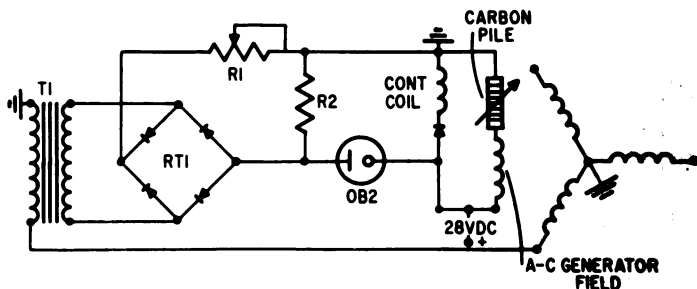 CARBON
PILE
T1
R1
CONT
COIL
R2
RT1
OB2
28VDC
+
A-C GENERATOR
FIELD